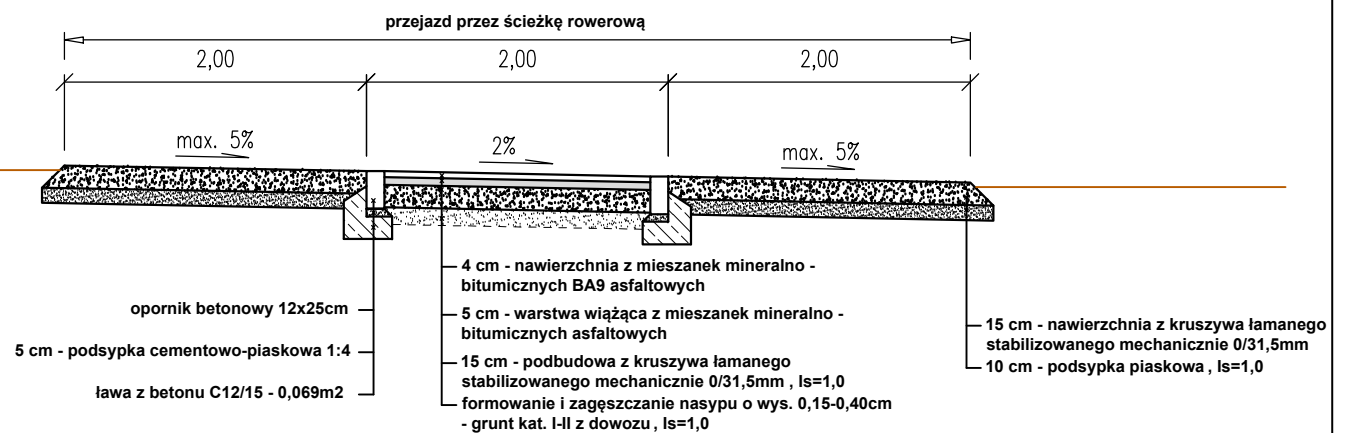 przejazd przez ścieżkę rowerową
2,00
2,00
2,00
max. 5%
2%
max. 5%
opornik betonowy 12x25cm
5 cm - podsypka cementowo-piaskowa 1:4
ława z betonu C12/15 - 0,069m2
4 cm - nawierzchnia z mieszanek mineralno -
bitumicznych BA9 asfaltowych
5 cm - warstwa wiążąca z mieszanek mineralno -
bitumicznych asfaltowych
15 cm - podbudowa z kruszywa łamanego
stabilizowanego mechanicznie 0/31,5mm , Is=1,0
formowanie i zagęszczanie nasypu o wys. 0,15-0,40cm
- grunt kat. I-II z dowozu , Is=1,0
15 cm - nawierzchnia z kruszywa łamanego
stabilizowanego mechanicznie 0/31,5mm
10 cm - podsypka piaskowa , Is=1,0